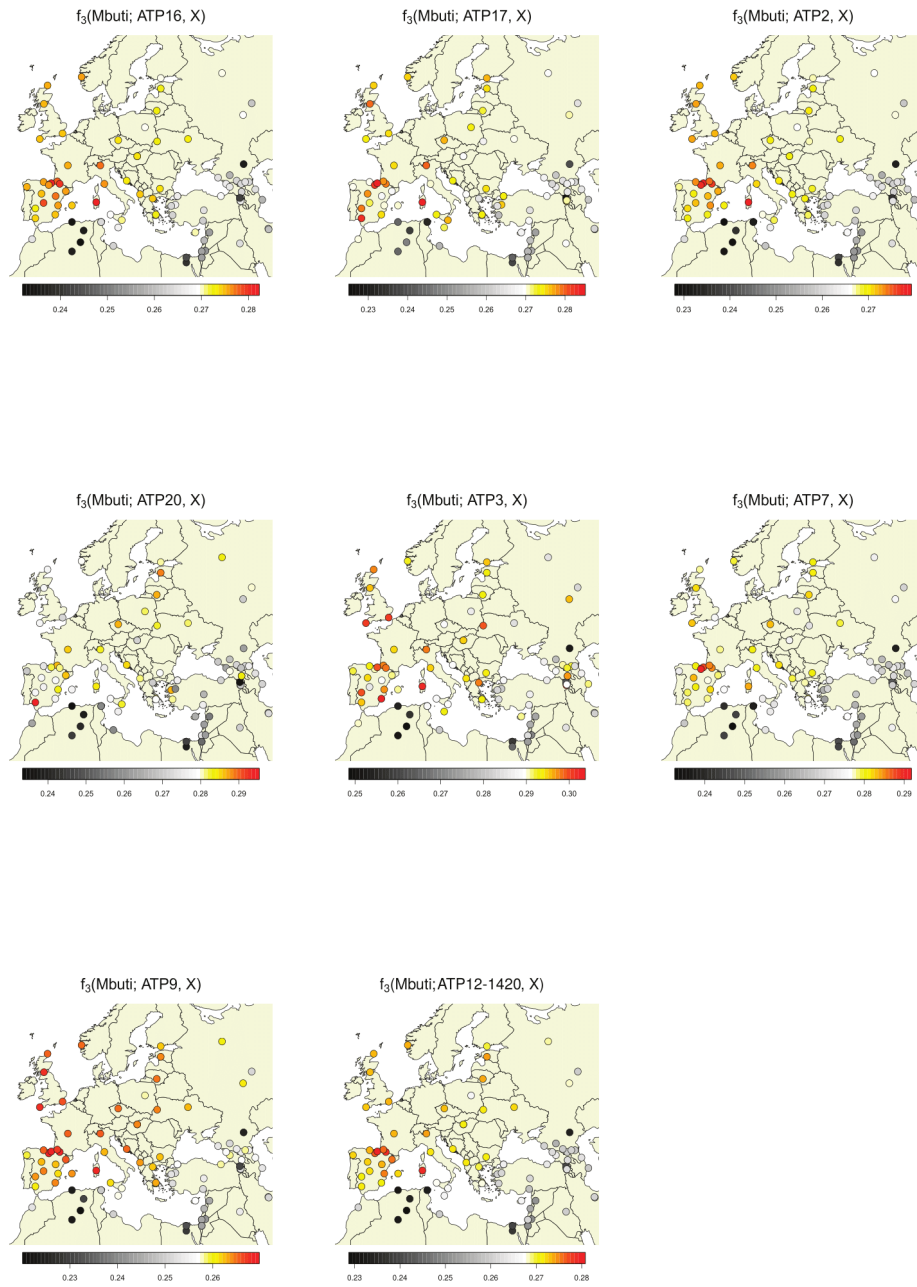 f3(Mbuti; ATP16, X)
f3(Mbuti; ATP17, X)
f3(Mbuti; ATP2, X)
0.24 0.25 0.26 0.27 0.28
0.23 0.24 0.25 0.26 0.27 0.28
0.23 0.24 0.25 0.26 0.27
f3(Mbuti; ATP20, X)
f3(Mbuti; ATP3, X)
f3(Mbuti; ATP7, X)
0.24 0.25 0.26 0.27 0.28 0.29
0.25 0.26 0.27 0.28 0.29 0.30
0.24 0.25 0.26 0.27 0.28 0.29
f3(Mbuti; ATP9, X)
f3(Mbuti;ATP12-1420, X)
0.23 0.24 0.25 0.26
0.23 0.24 0.25 0.26 0.27 0.28